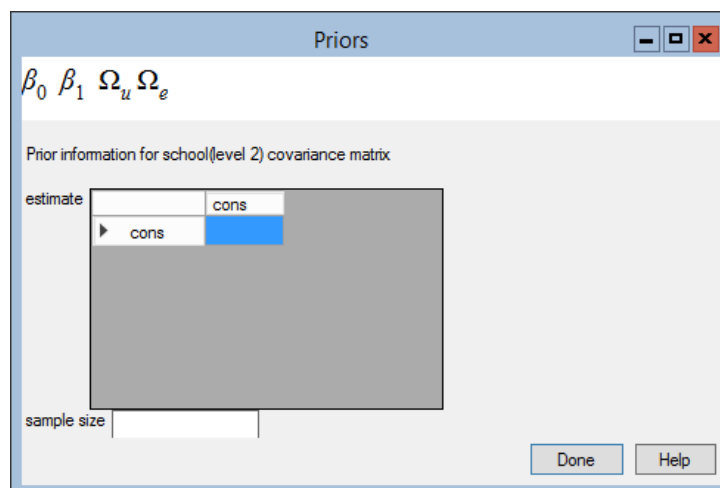 Priors
β₀ β₁ Ωᵤ Ωₑ
Prior information for school(level 2) covariance matrix
estimate
cons
cons
sample size
Done Help